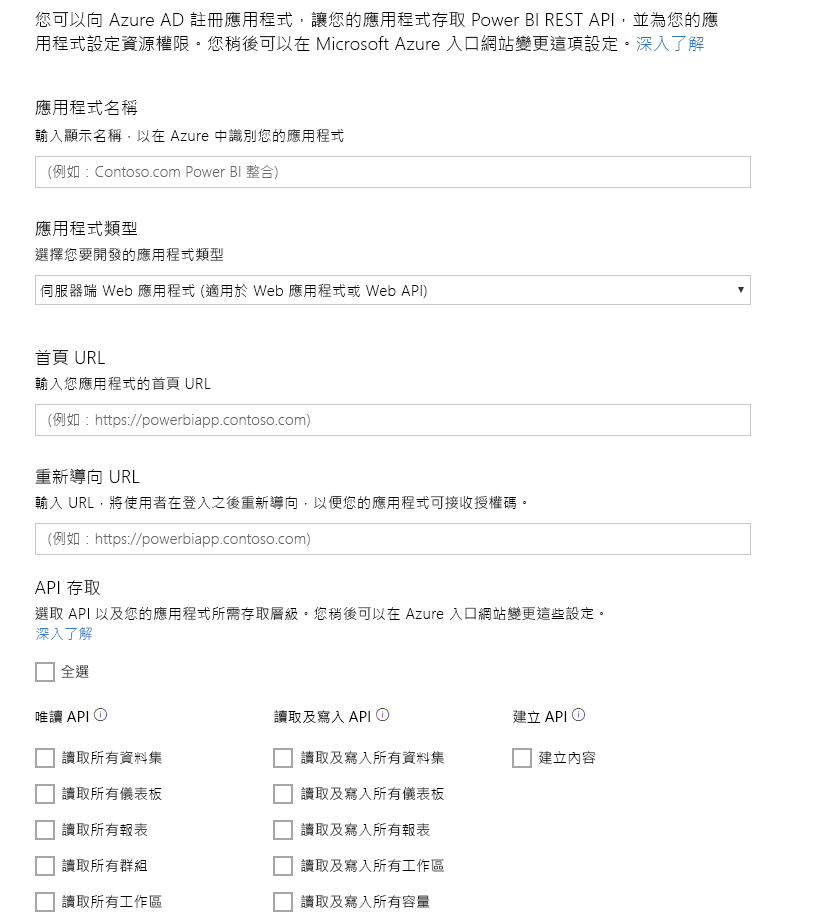 您可以向 Azure AD 註冊應用程式，讓您的應用程式存取 Power BI REST API，並為您的應
用程式設定資源權限。您稍後可以在 Microsoft Azure 入口網站變更這項設定。深入了解
應用程式名稱
輸入顯示名稱，以在 Azure 中識別您的應用程式
(例如：Contoso.com Power BI 整合)
應用程式類型
選擇您要開發的應用程式類型
伺服器端 Web 應用程式 (適用於 Web 應用程式或 Web API)
首頁 URL
輸入您應用程式的首頁 URL
(例如：https://powerbiapp.contoso.com)
重新導向 URL
輸入 URL，將使用者在登入之後重新導向，以便您的應用程式可接收授權碼。
(例如：https://powerbiapp.contoso.com)
API 存取
選取 API 以及您的應用程式所需存取層級。您稍後可以在 Azure 入口網站變更這些設定。
深入了解
全選
唯讀 API
讀取所有資料集
讀取所有儀表板
讀取所有報表
讀取所有群組
讀取所有工作區
讀取及寫入 API
讀取及寫入所有資料集
讀取及寫入所有儀表板
讀取及寫入所有報表
讀取及寫入所有工作區
讀取及寫入所有容量
建立 API
建立內容